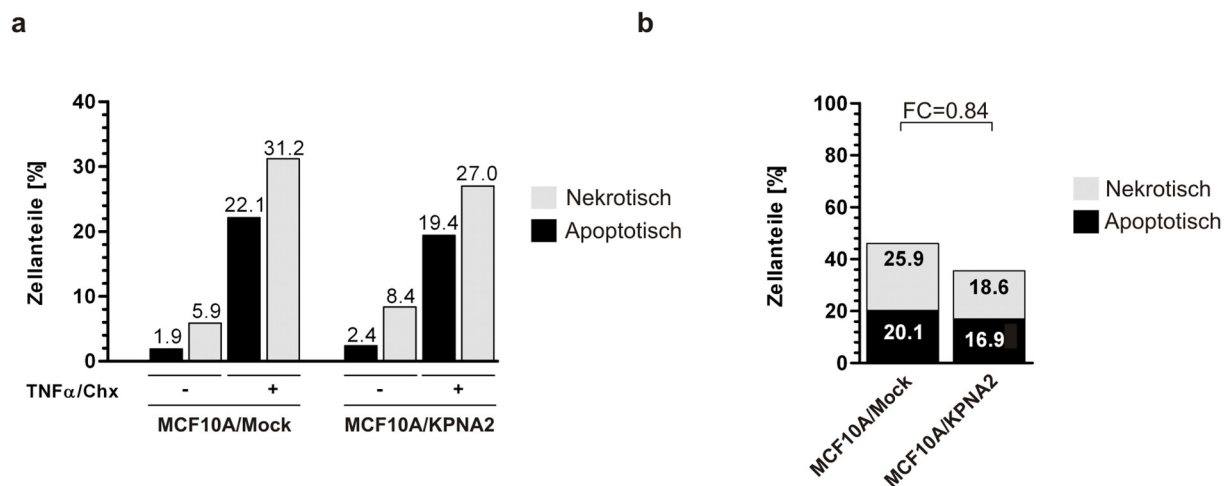 a
Zellanteile [%]
40
30
20
10
0
1.9
5.9
22.1
31.2
2.4
8.4
19.4
27.0
Nekrotisch
Apoptotisch
TNFα/Chx
- + - +
MCF10A/Mock MCF10A/KPNA2
b
Zellanteile [%]
100
80
60
40
20
0
FC=0.84
25.9
20.1
18.6
16.9
Nekrotisch
Apoptotisch
MCF10A/Mock
MCF10A/KPNA2